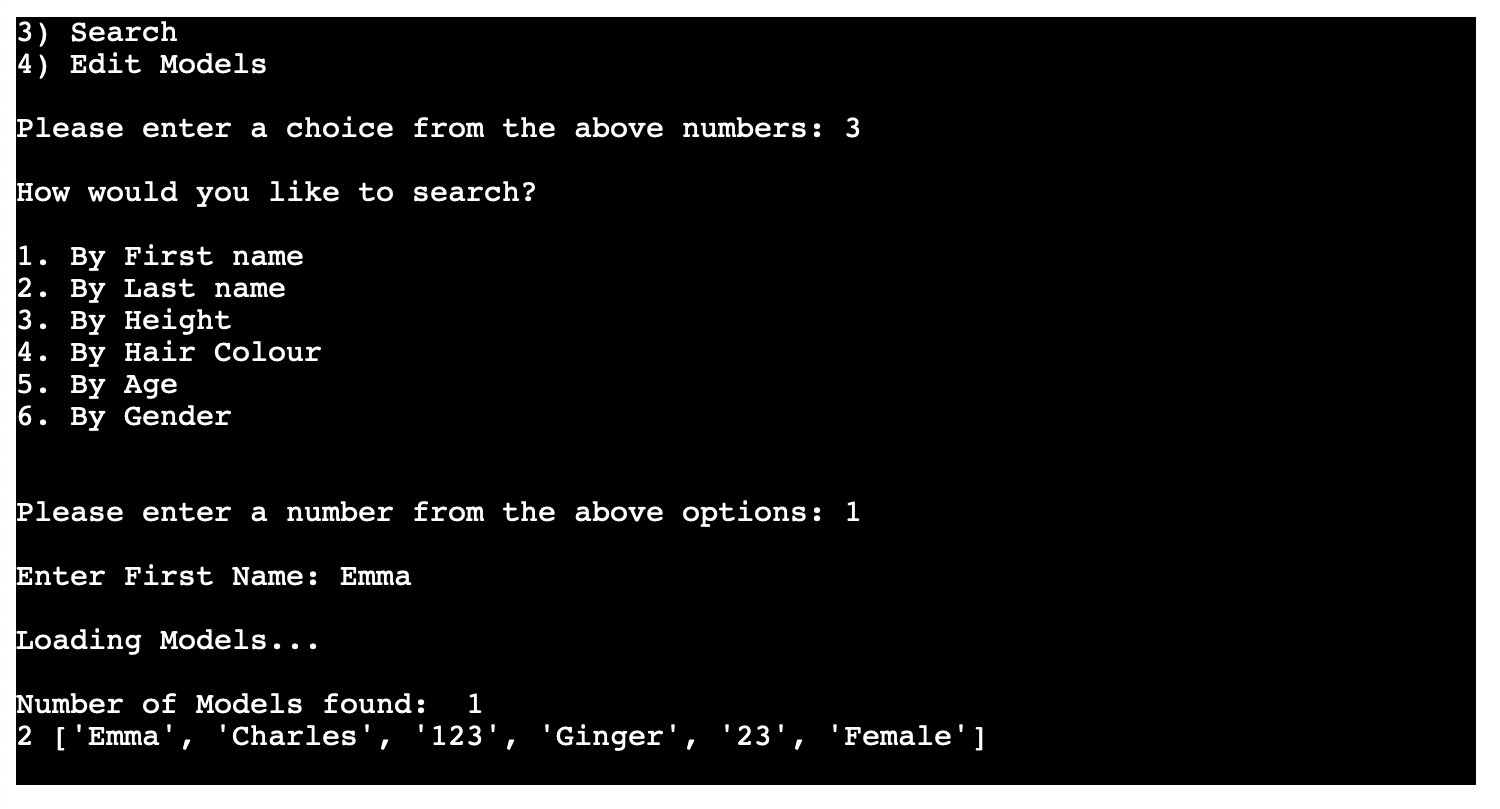 3) Search
4) Edit Models
Please enter a choice from the above numbers: 3
How would you like to search?
1. By First name
2. By Last name
3. By Height
4. By Hair Colour
5. By Age
6. By Gender
Please enter a number from the above options: 1
Enter First Name: Emma
Loading Models...
Number of Models found:  1
2 ['Emma', 'Charles', '123', 'Ginger', '23', 'Female']